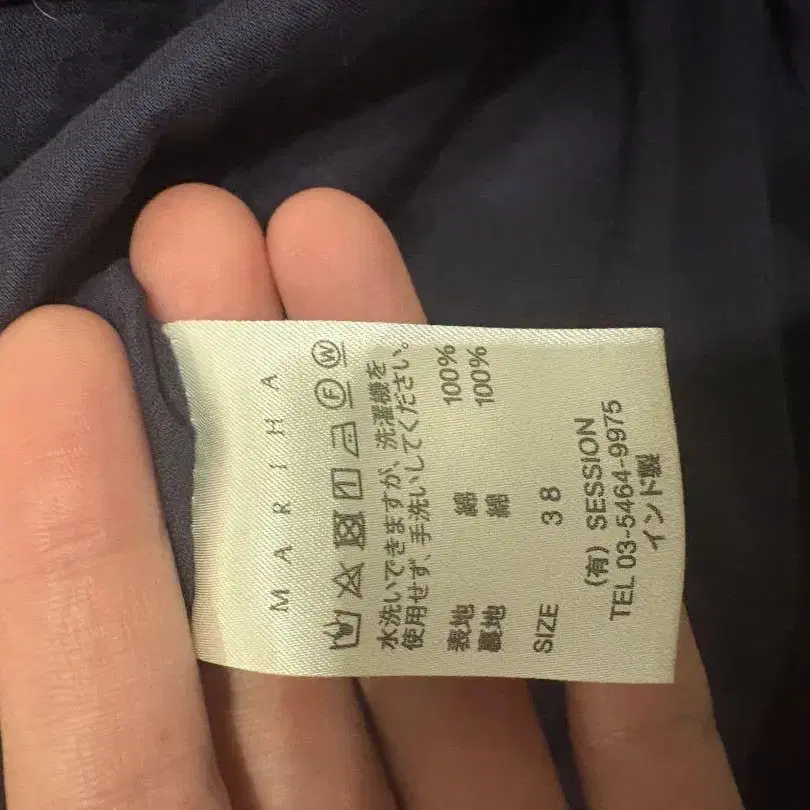 MARIHA
F W
水洗いできますが、洗濯機を
使用せず、手洗いしてください。
表地 綿 100%
裏地 綿 100%
SIZE 38
(有) SESSION
TEL 03-5464-9975
インド製